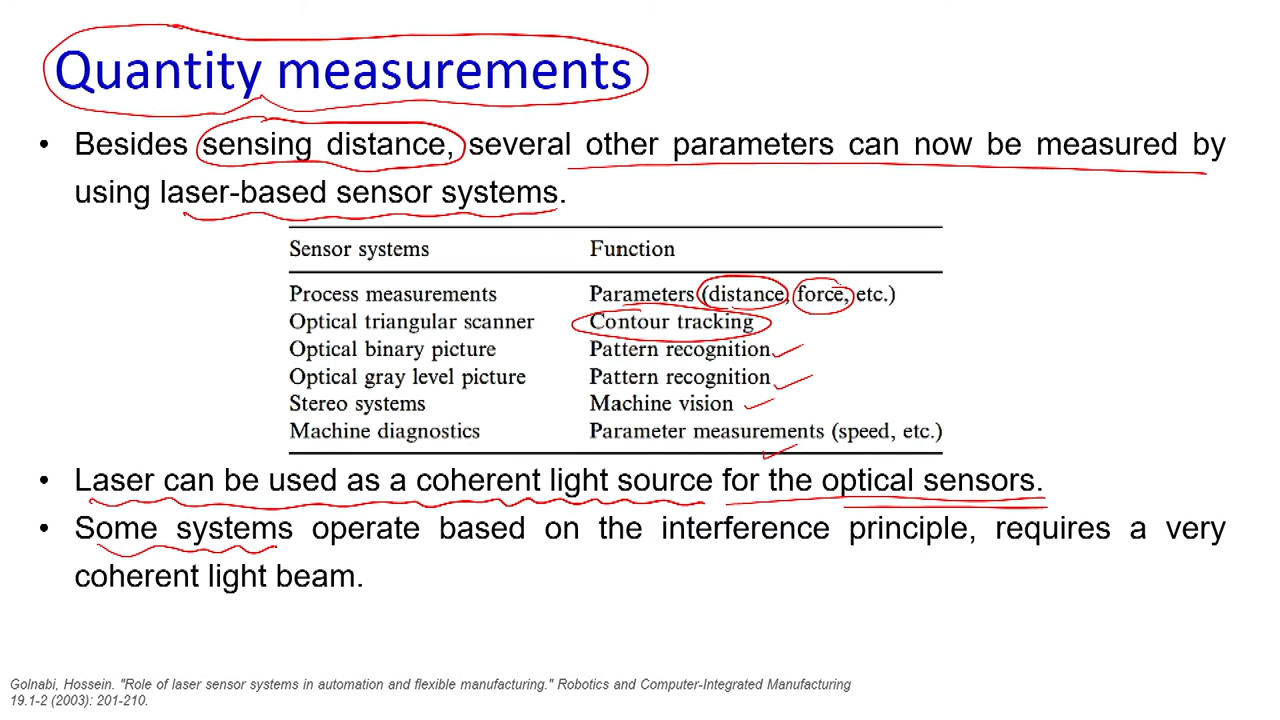 Quantity measurements
• Besides sensing distance, several other parameters can now be measured by
using laser-based sensor systems.
Sensor systems Function
Process measurements Parameters (distance, force, etc.)
Optical triangular scanner Contour tracking
Optical binary picture Pattern recognition
Optical gray level picture Pattern recognition
Stereo systems Machine vision
Machine diagnostics Parameter measurements (speed, etc.)
• Laser can be used as a coherent light source for the optical sensors.
• Some systems operate based on the interference principle, requires a very
coherent light beam.
Golnabi, Hossein. "Role of laser sensor systems in automation and flexible manufacturing." Robotics and Computer-Integrated Manufacturing
19.1-2 (2003): 201-210.